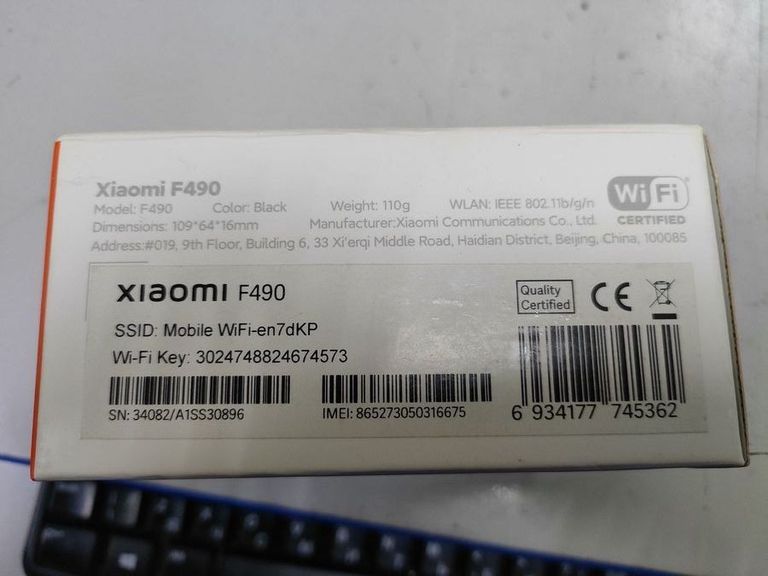 Xiaomi F490
Model: F490 Color: Black Weight: 110g WLAN: IEEE 802.11b/g/n
Dimensions: 109*64*16mm Manufacturer:Xiaomi Communications Co., Ltd.
Address:#019, 9th Floor, Building 6, 33 Xi'erqi Middle Road, Haidian District, Beijing, China, 100085
WiFi
CERTIFIED
xiaomi F490
Quality
Certified
CE
SSID: Mobile WiFi-en7dKP
Wi-Fi Key: 3024748824674573
SN: 34082/A1SS30896
IMEI: 865273050316675
6 934177 745362